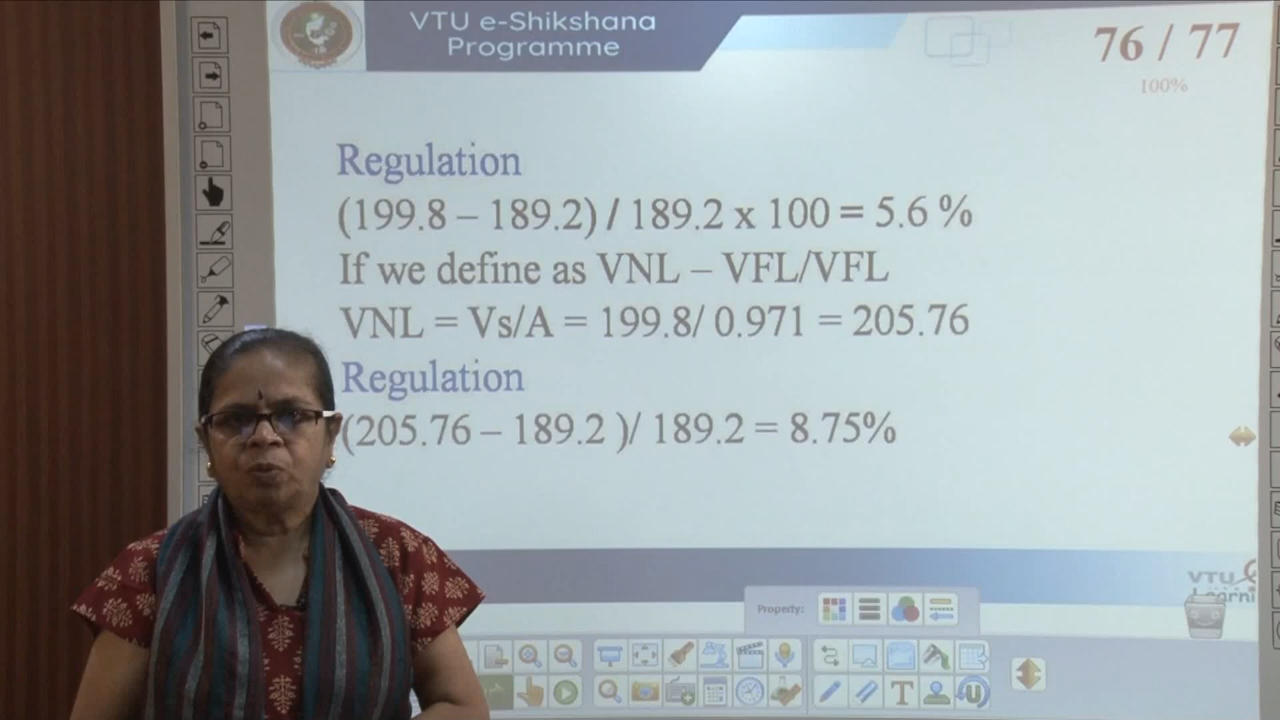 VTU e-Shikshana
Programme
76 / 77
100%
Regulation
(199.8 – 189.2) / 189.2 x 100 = 5.6 %
If we define as VNL – VFL/VFL
VNL = Vs/A = 199.8/ 0.971 = 205.76
Regulation
(205.76 – 189.2 )/ 189.2 = 8.75%
VTU
Learni
Property:
T
U